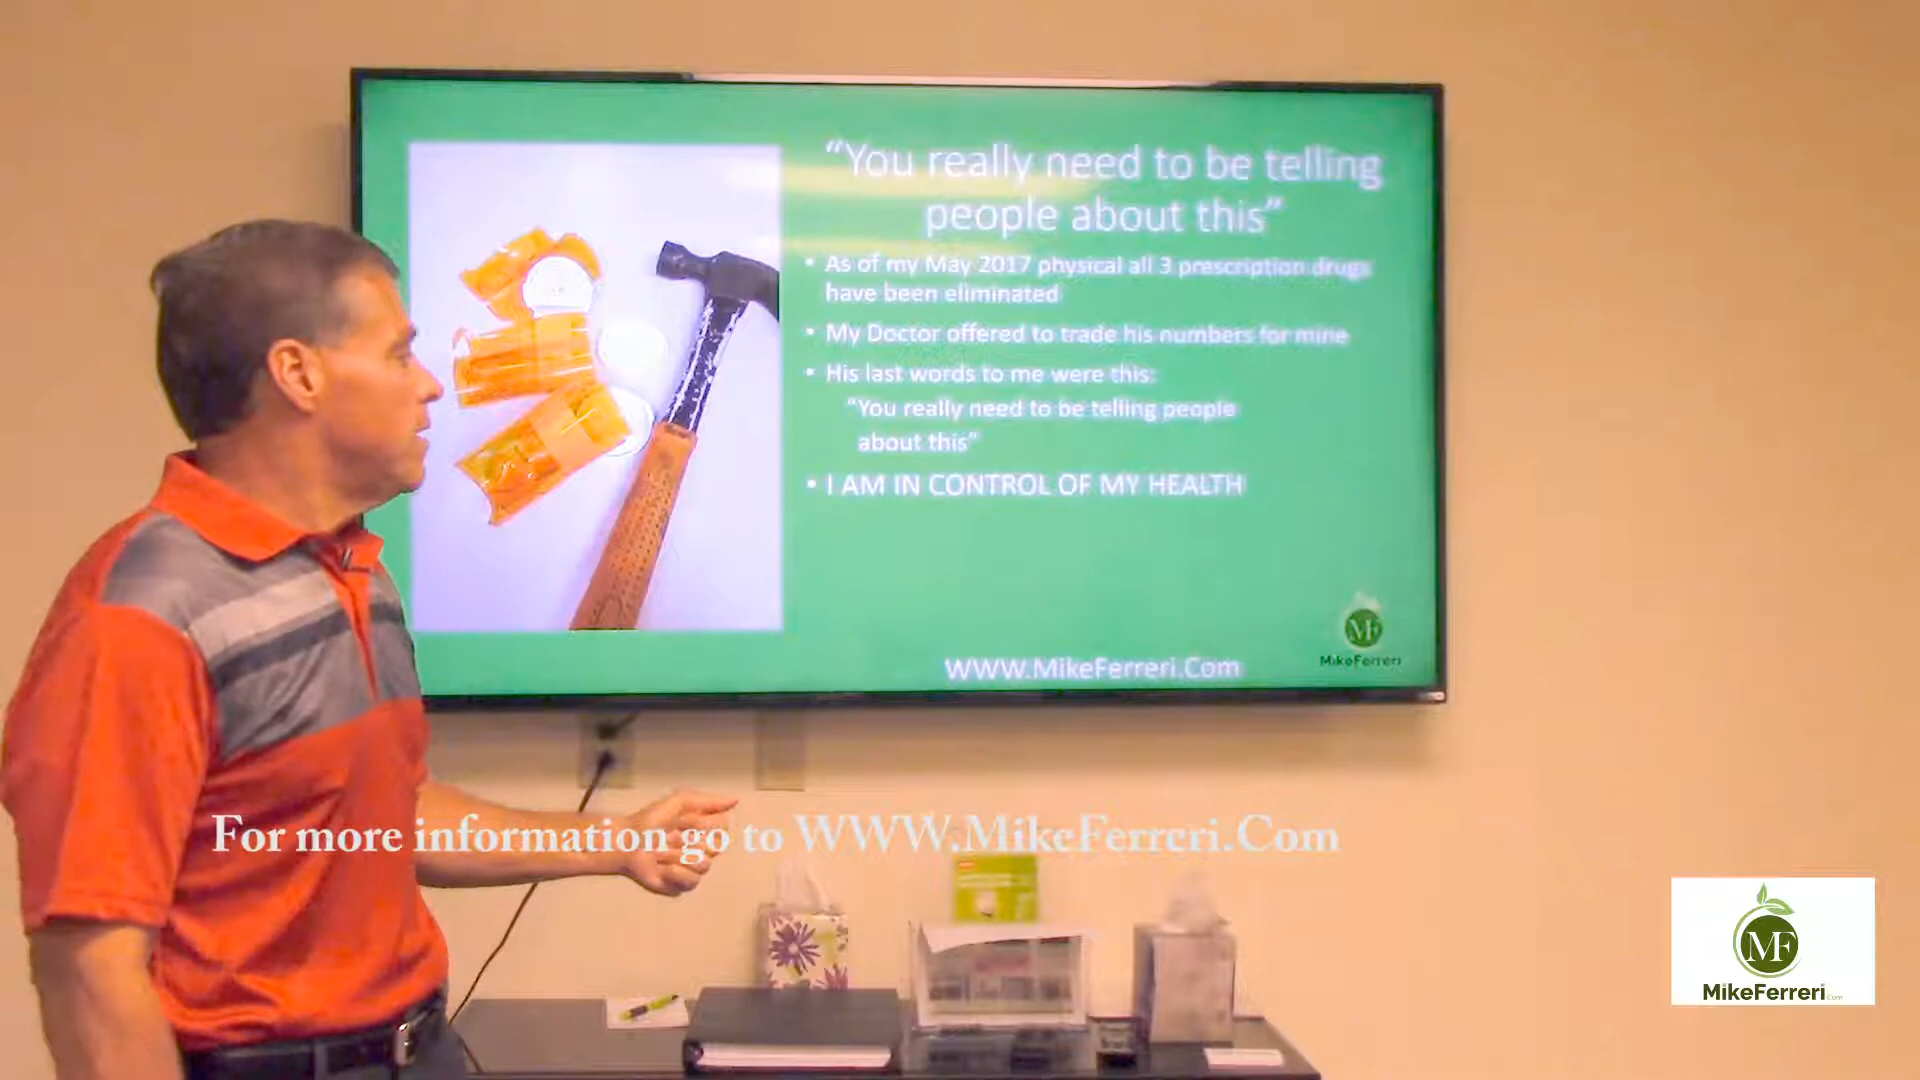 “You really need to be telling
people about this”
• As of my May 2017 physical all 3 prescription drugs
have been eliminated
• My Doctor offered to trade his numbers for mine
• His last words to me were this:
“You really need to be telling people
about this”
• I AM IN CONTROL OF MY HEALTH
MF
MikeFerreri
WWW.MikeFerreri.Com
For more information go to WWW.MikeFerreri.Com
MF
MikeFerreri.Com